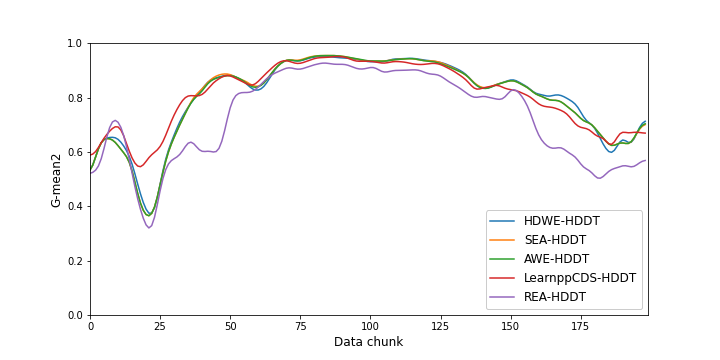 1.0
0.8
0.6
0.4
0.2
0.0
G-mean2
0 25 50 75 100 125 150 175
Data chunk
HDWE-HDDT
SEA-HDDT
AWE-HDDT
LearnppCDS-HDDT
REA-HDDT